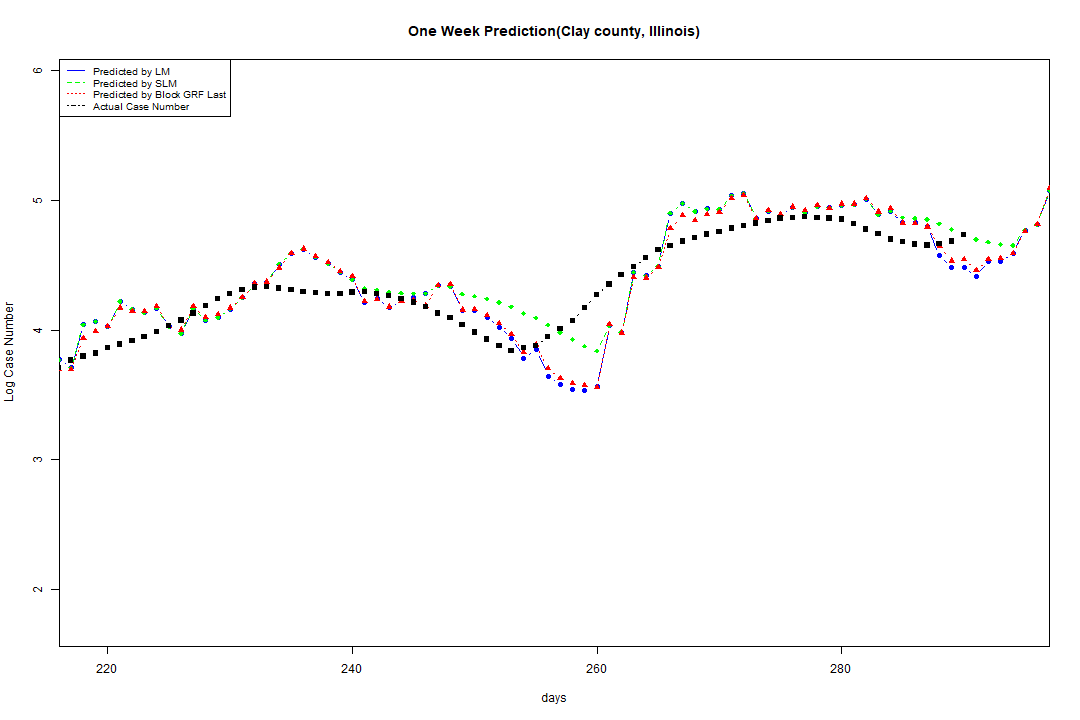 One Week Prediction(Clay county, Illinois)
6
Predicted by LM
Predicted by SLM
Predicted by Block GRF Last
Actual Case Number
5
4
3
2
Log Case Number
220 240 260 280
days